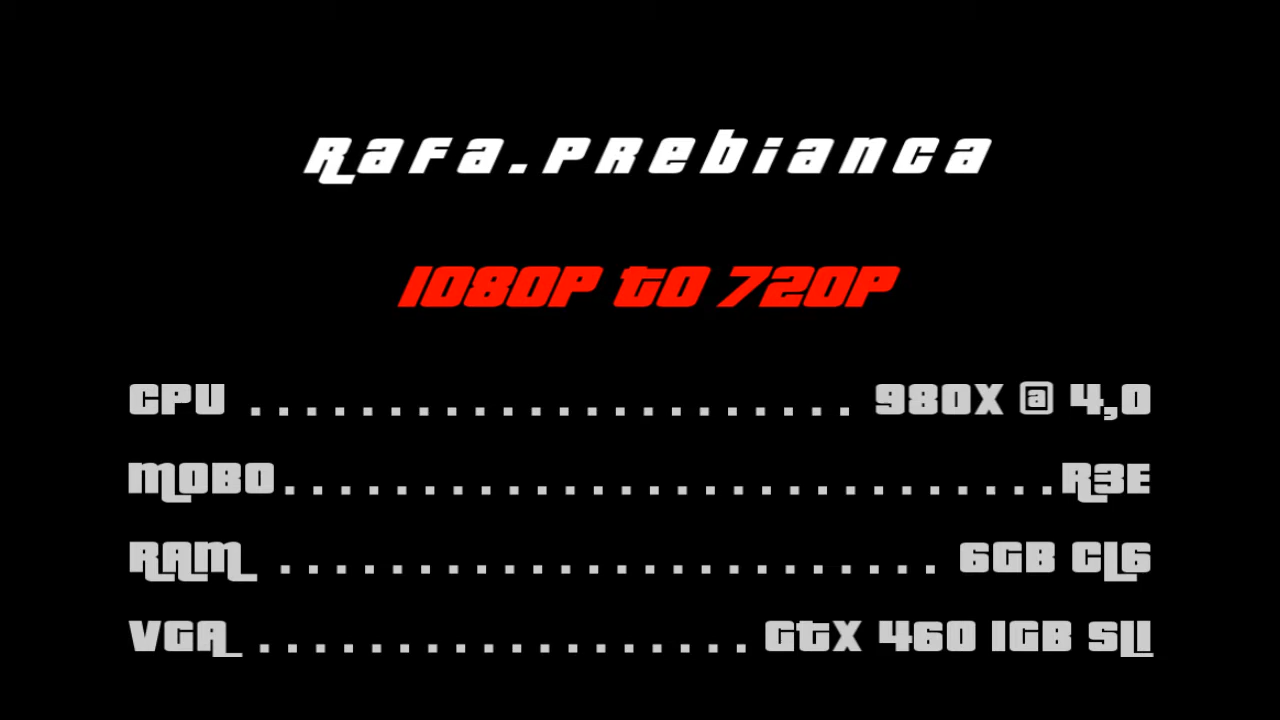 Rafa.Prebianca
1080P to 720P
CPU ...................... 980X @ 4,0
MOBO............................R3E
RAM ........................ 6GB CL6
VGA .................. GTX 460 1GB SLI